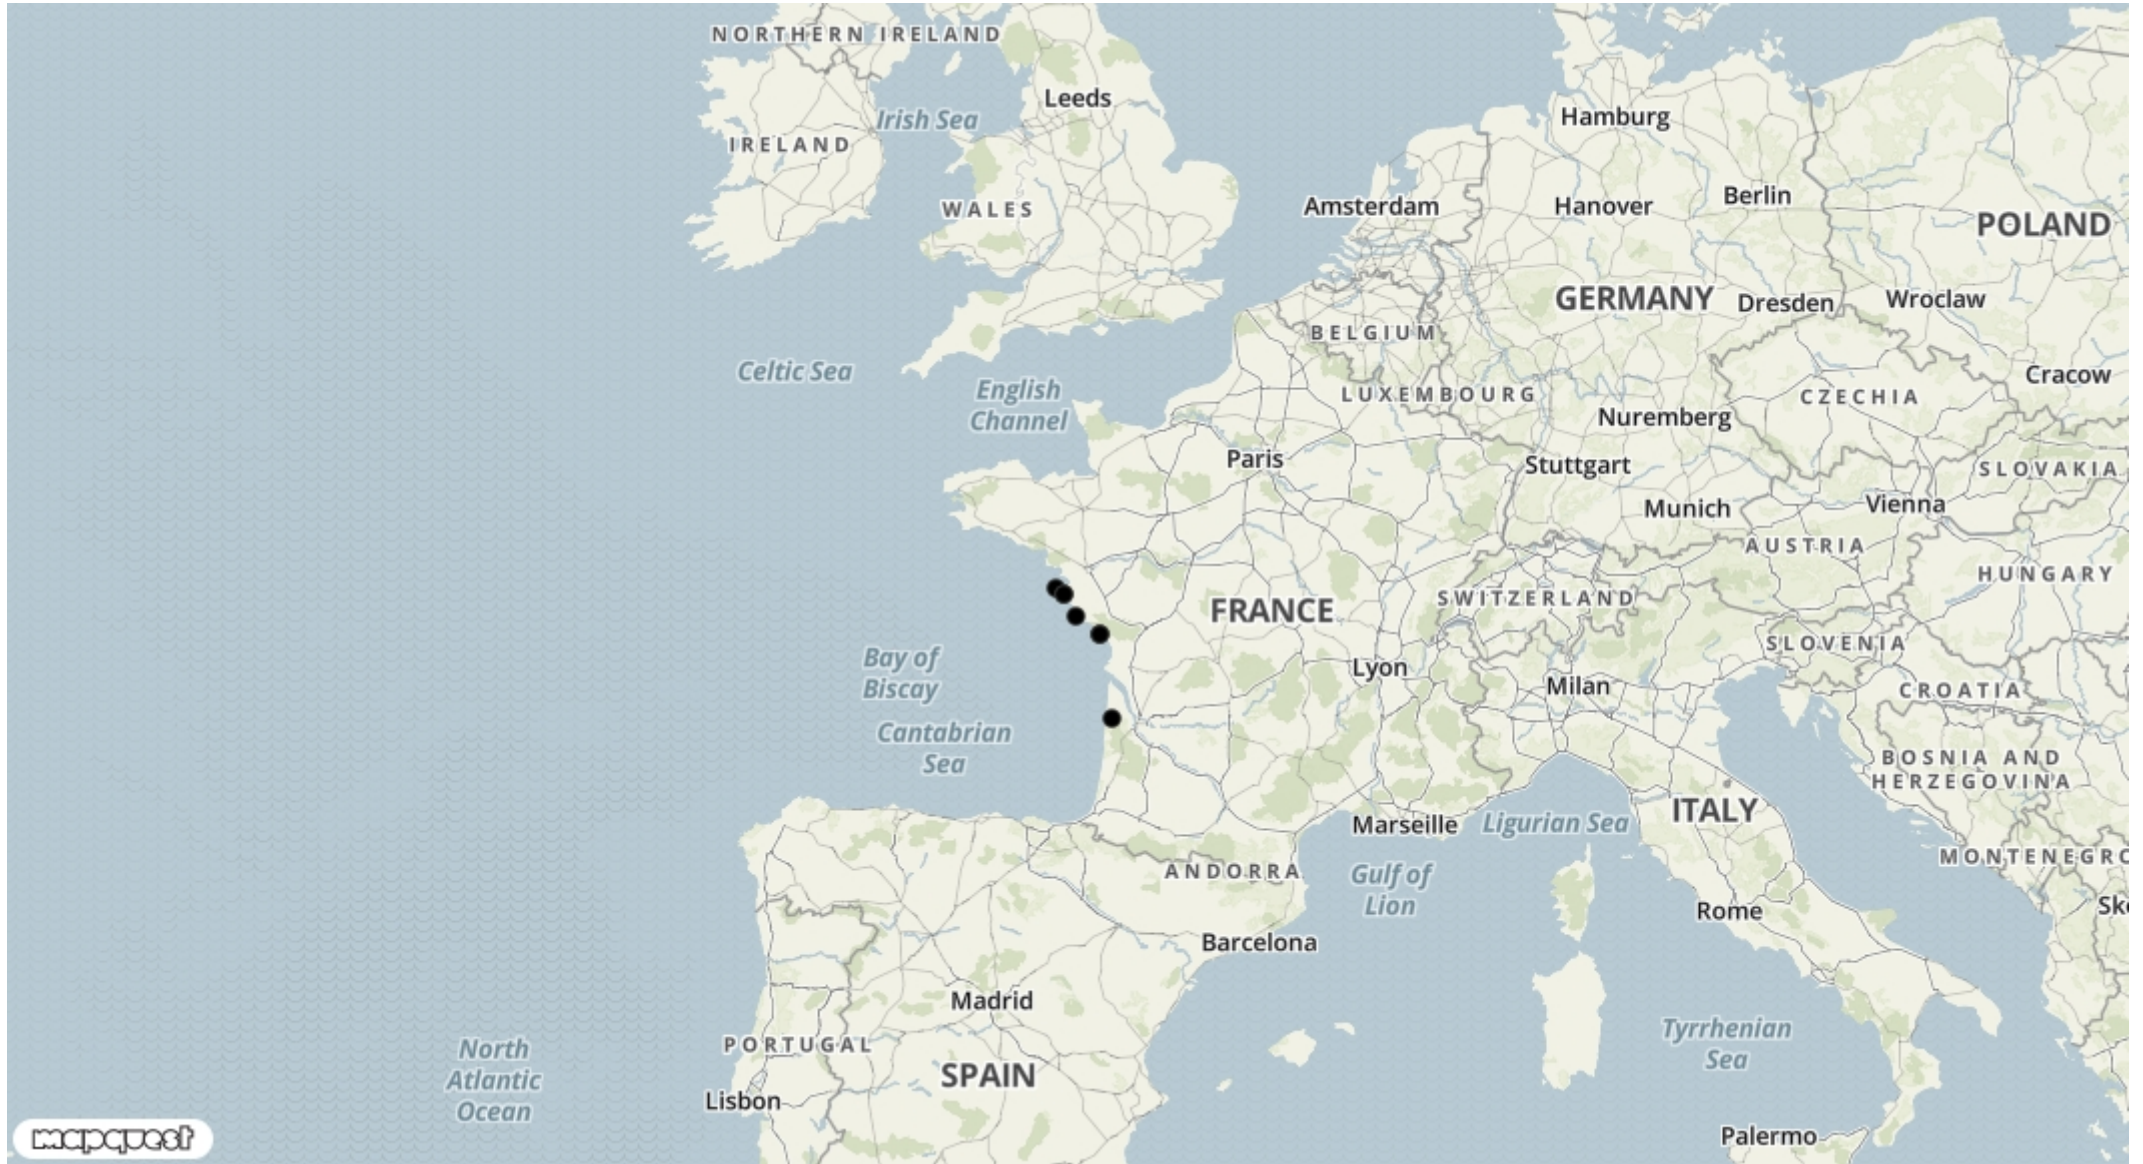 NORTHERN IRELAND
Leeds
Irish Sea
IRELAND
Hamburg
WALES
Amsterdam
Hanover
Berlin
POLAND
GERMANY
Dresden
Wroclaw
BELGIUM
Celtic Sea
English
Channel
LUXEMBOURG
Cracow
CZECHIA
Nuremberg
Paris
Stuttgart
SLOVAKIA
Munich
Vienna
AUSTRIA
HUNGARY
SWITZERLAND
FRANCE
SLOVENIA
Bay of
Biscay
Lyon
Milan
CROATIA
Cantabrian
Sea
BOSNIA AND
HERZEGOVINA
ITALY
Marseille
Ligurian Sea
MONTENEGRO
ANDORRA
Gulf of
Lion
Rome
Sk
Barcelona
Madrid
Tyrrhenian
Sea
PORTUGAL
North
Atlantic
Ocean
SPAIN
Lisbon
Palermo
mapquest